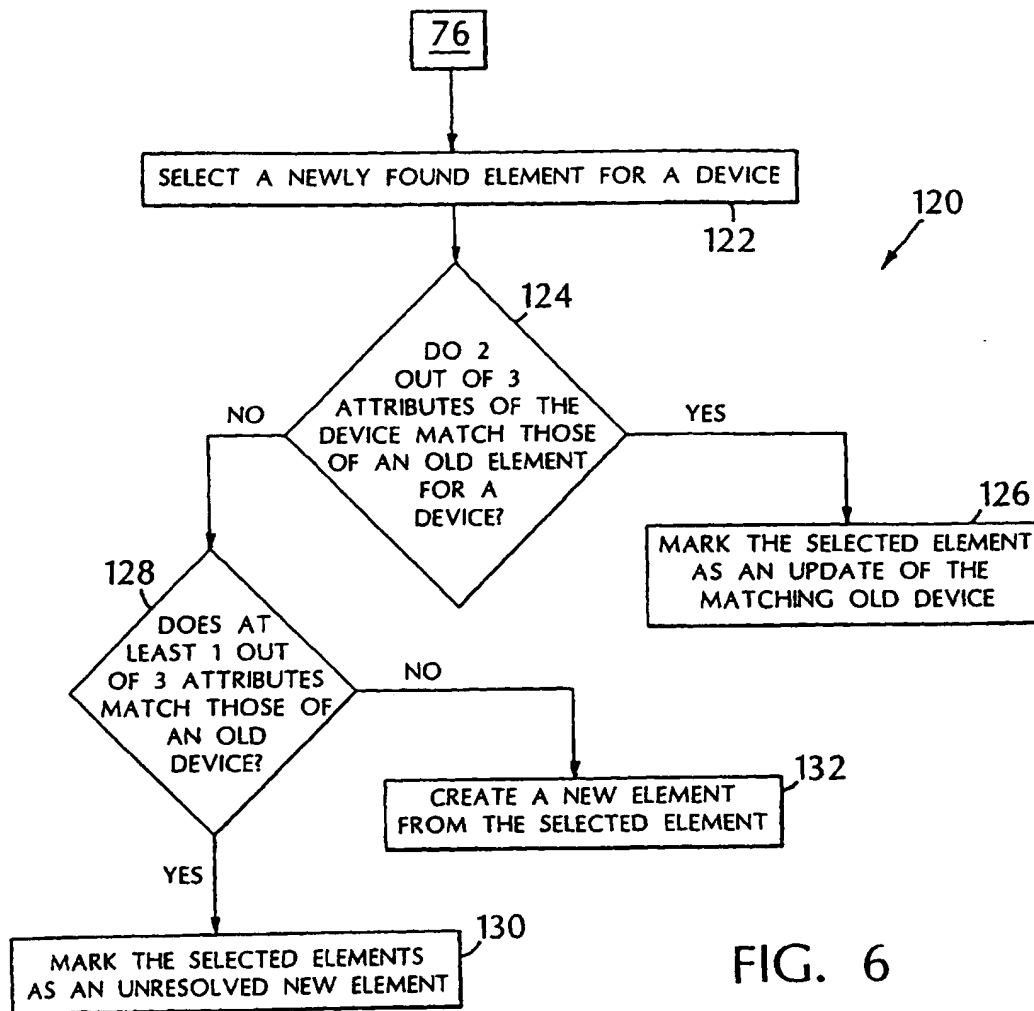 76
SELECT A NEWLY FOUND ELEMENT FOR A DEVICE
122
120
124
DO 2
OUT OF 3
ATTRIBUTES OF THE
DEVICE MATCH THOSE
OF AN OLD ELEMENT
FOR A
DEVICE?
NO
YES
126
MARK THE SELECTED ELEMENT
AS AN UPDATE OF THE
MATCHING OLD DEVICE
128
DOES AT
LEAST 1 OUT
OF 3 ATTRIBUTES
MATCH THOSE OF
AN OLD
DEVICE?
NO
132
CREATE A NEW ELEMENT
FROM THE SELECTED ELEMENT
YES
130
MARK THE SELECTED ELEMENTS
AS AN UNRESOLVED NEW ELEMENT
FIG. 6